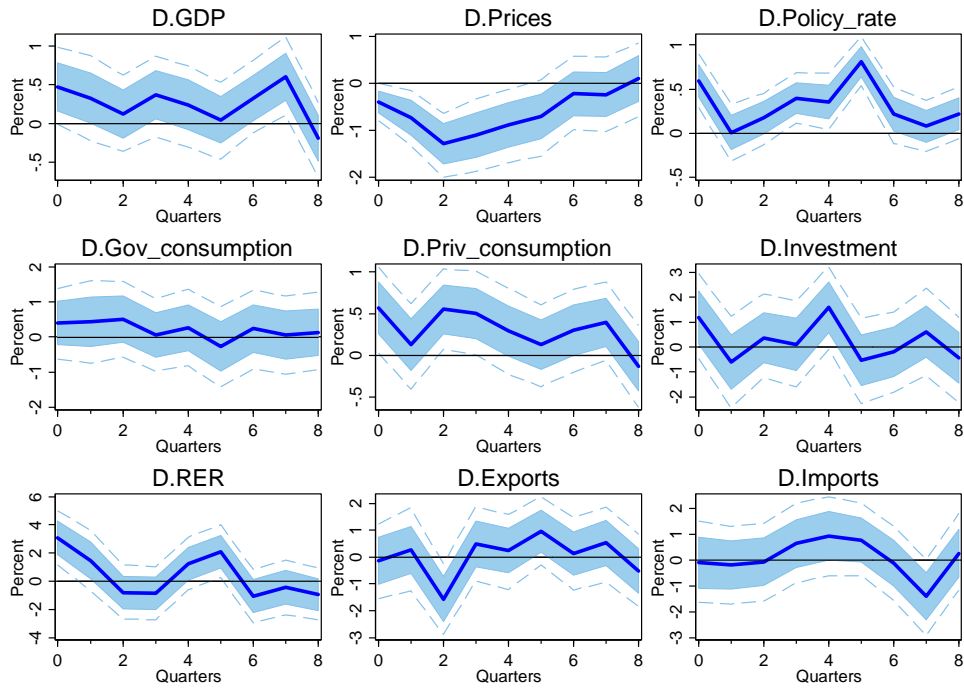 D.GDP
Percent
1
.5
0
-.5
0 2 4 6 8
Quarters
D.Prices
Percent
1
0
-1
-2
0 2 4 6 8
Quarters
D.Policy_rate
Percent
1
.5
0
-.5
0 2 4 6 8
Quarters
D.Gov_consumption
Percent
2
1
0
-1
-2
0 2 4 6 8
Quarters
D.Priv_consumption
Percent
1
.5
0
-.5
0 2 4 6 8
Quarters
D.Investment
Percent
3
2
1
0
-1
-2
0 2 4 6 8
Quarters
D.RER
Percent
6
4
2
0
-2
-4
0 2 4 6 8
Quarters
D.Exports
Percent
2
1
0
-1
-2
-3
0 2 4 6 8
Quarters
D.Imports
Percent
2
1
0
-1
-2
-3
0 2 4 6 8
Quarters